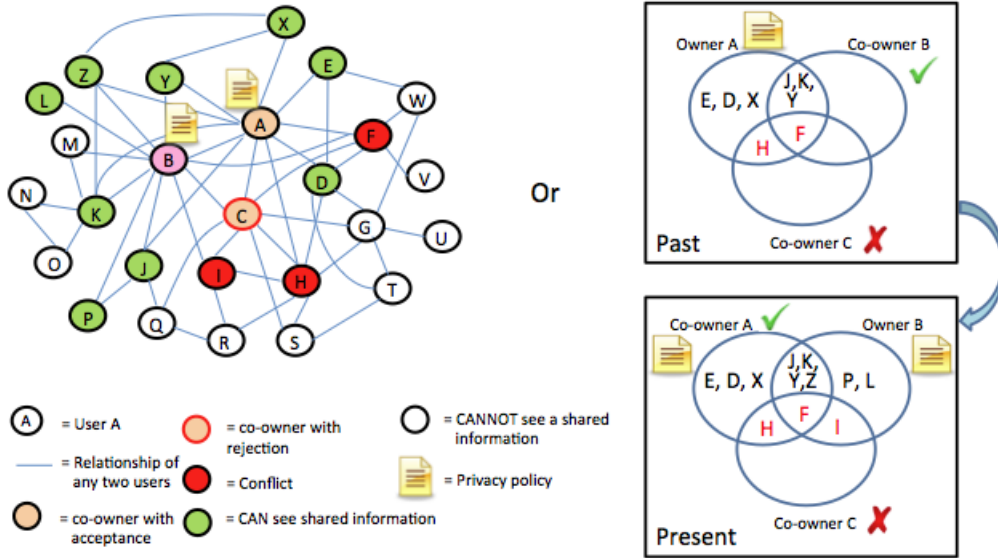 X
Z
Y
E
L
W
A
M
B
F
V
N
K
D
C
G
U
O
J
I
H
T
P
Q
R
S
Or
Owner A
Co-owner B
E, D, X
J,K,
Y
H
F
Co-owner C
Past
Co-owner A
Owner B
E, D, X
J,K,
Y,Z
P, L
H
F
I
Co-owner C
Present
A = User A
= Relationship of
any two users
= co-owner with
acceptance
= co-owner with
rejection
= Conflict
= CAN see shared information
= CANNOT see a shared
information
= Privacy policy